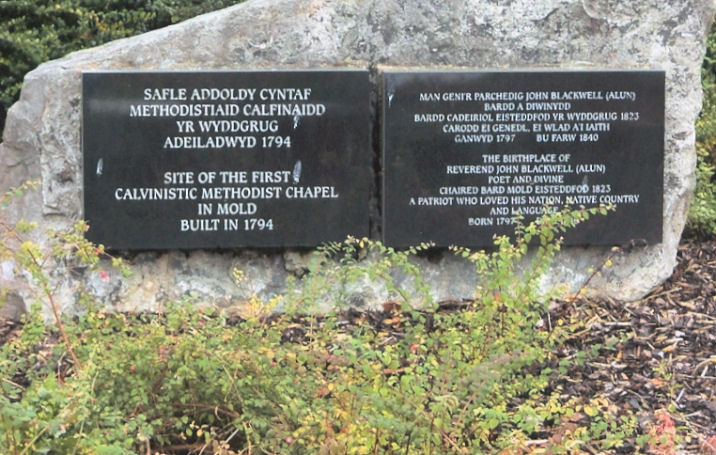 SAFLE ADDOLDY CYNTAF
METHODISTIAID CALFINAIDD
YR WYDDGRUG
ADEILADWYD 1794
SITE OF THE FIRST
CALVINISTIC METHODIST CHAPEL
IN MOLD
BUILT IN 1794
MAN GENI'R PARCHEDIG JOHN BLACKWELL (ALUN)
BARDD A DIWINYDD
BARDD CADEIRIOL EISTEDDFOD YR WYDDGRUG 1823
CARODD EI GENEDL, EI WLAD A'I IAITH
GANWYD 1797 BU FARW 1840
THE BIRTHPLACE OF
REVEREND JOHN BLACKWELL (ALUN)
POET AND DIVINE
CHAIRED BARD MOLD EISTEDDFOD 1823
A PATRIOT WHO LOVED HIS NATION, NATIVE COUNTRY
AND LANGUAGE
BORN 1797